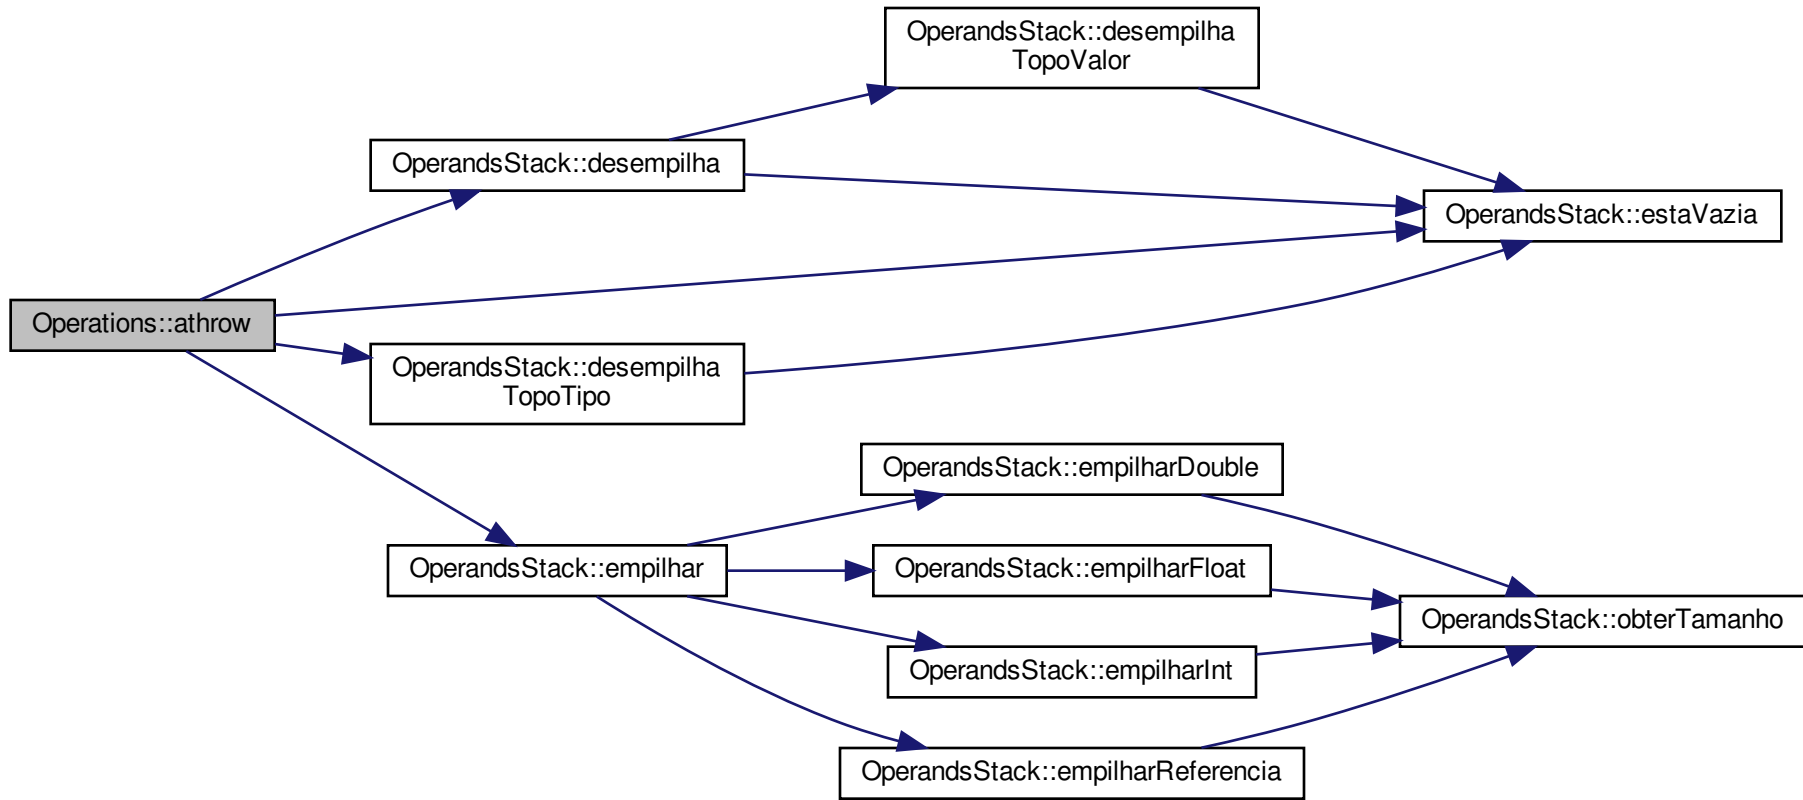 OperandsStack::desempilha
TopoValor
OperandsStack::desempilha
OperandsStack::estaVazia
Operations::athrow
OperandsStack::desempilha
TopoTipo
OperandsStack::empilharDouble
OperandsStack::empilhar
OperandsStack::empilharFloat
OperandsStack::obterTamanho
OperandsStack::empilharInt
OperandsStack::empilharReferencia